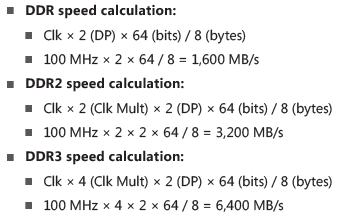 ■ DDR speed calculation:
■ Clk × 2 (DP) × 64 (bits) / 8 (bytes)
■ 100 MHz × 2 × 64 / 8 = 1,600 MB/s
■ DDR2 speed calculation:
■ Clk × 2 (Clk Mult) × 2 (DP) × 64 (bits) / 8 (bytes)
■ 100 MHz × 2 × 2 × 64 / 8 = 3,200 MB/s
■ DDR3 speed calculation:
■ Clk × 4 (Clk Mult) × 2 (DP) × 64 (bits) / 8 (bytes)
■ 100 MHz × 4 × 2 × 64 / 8 = 6,400 MB/s